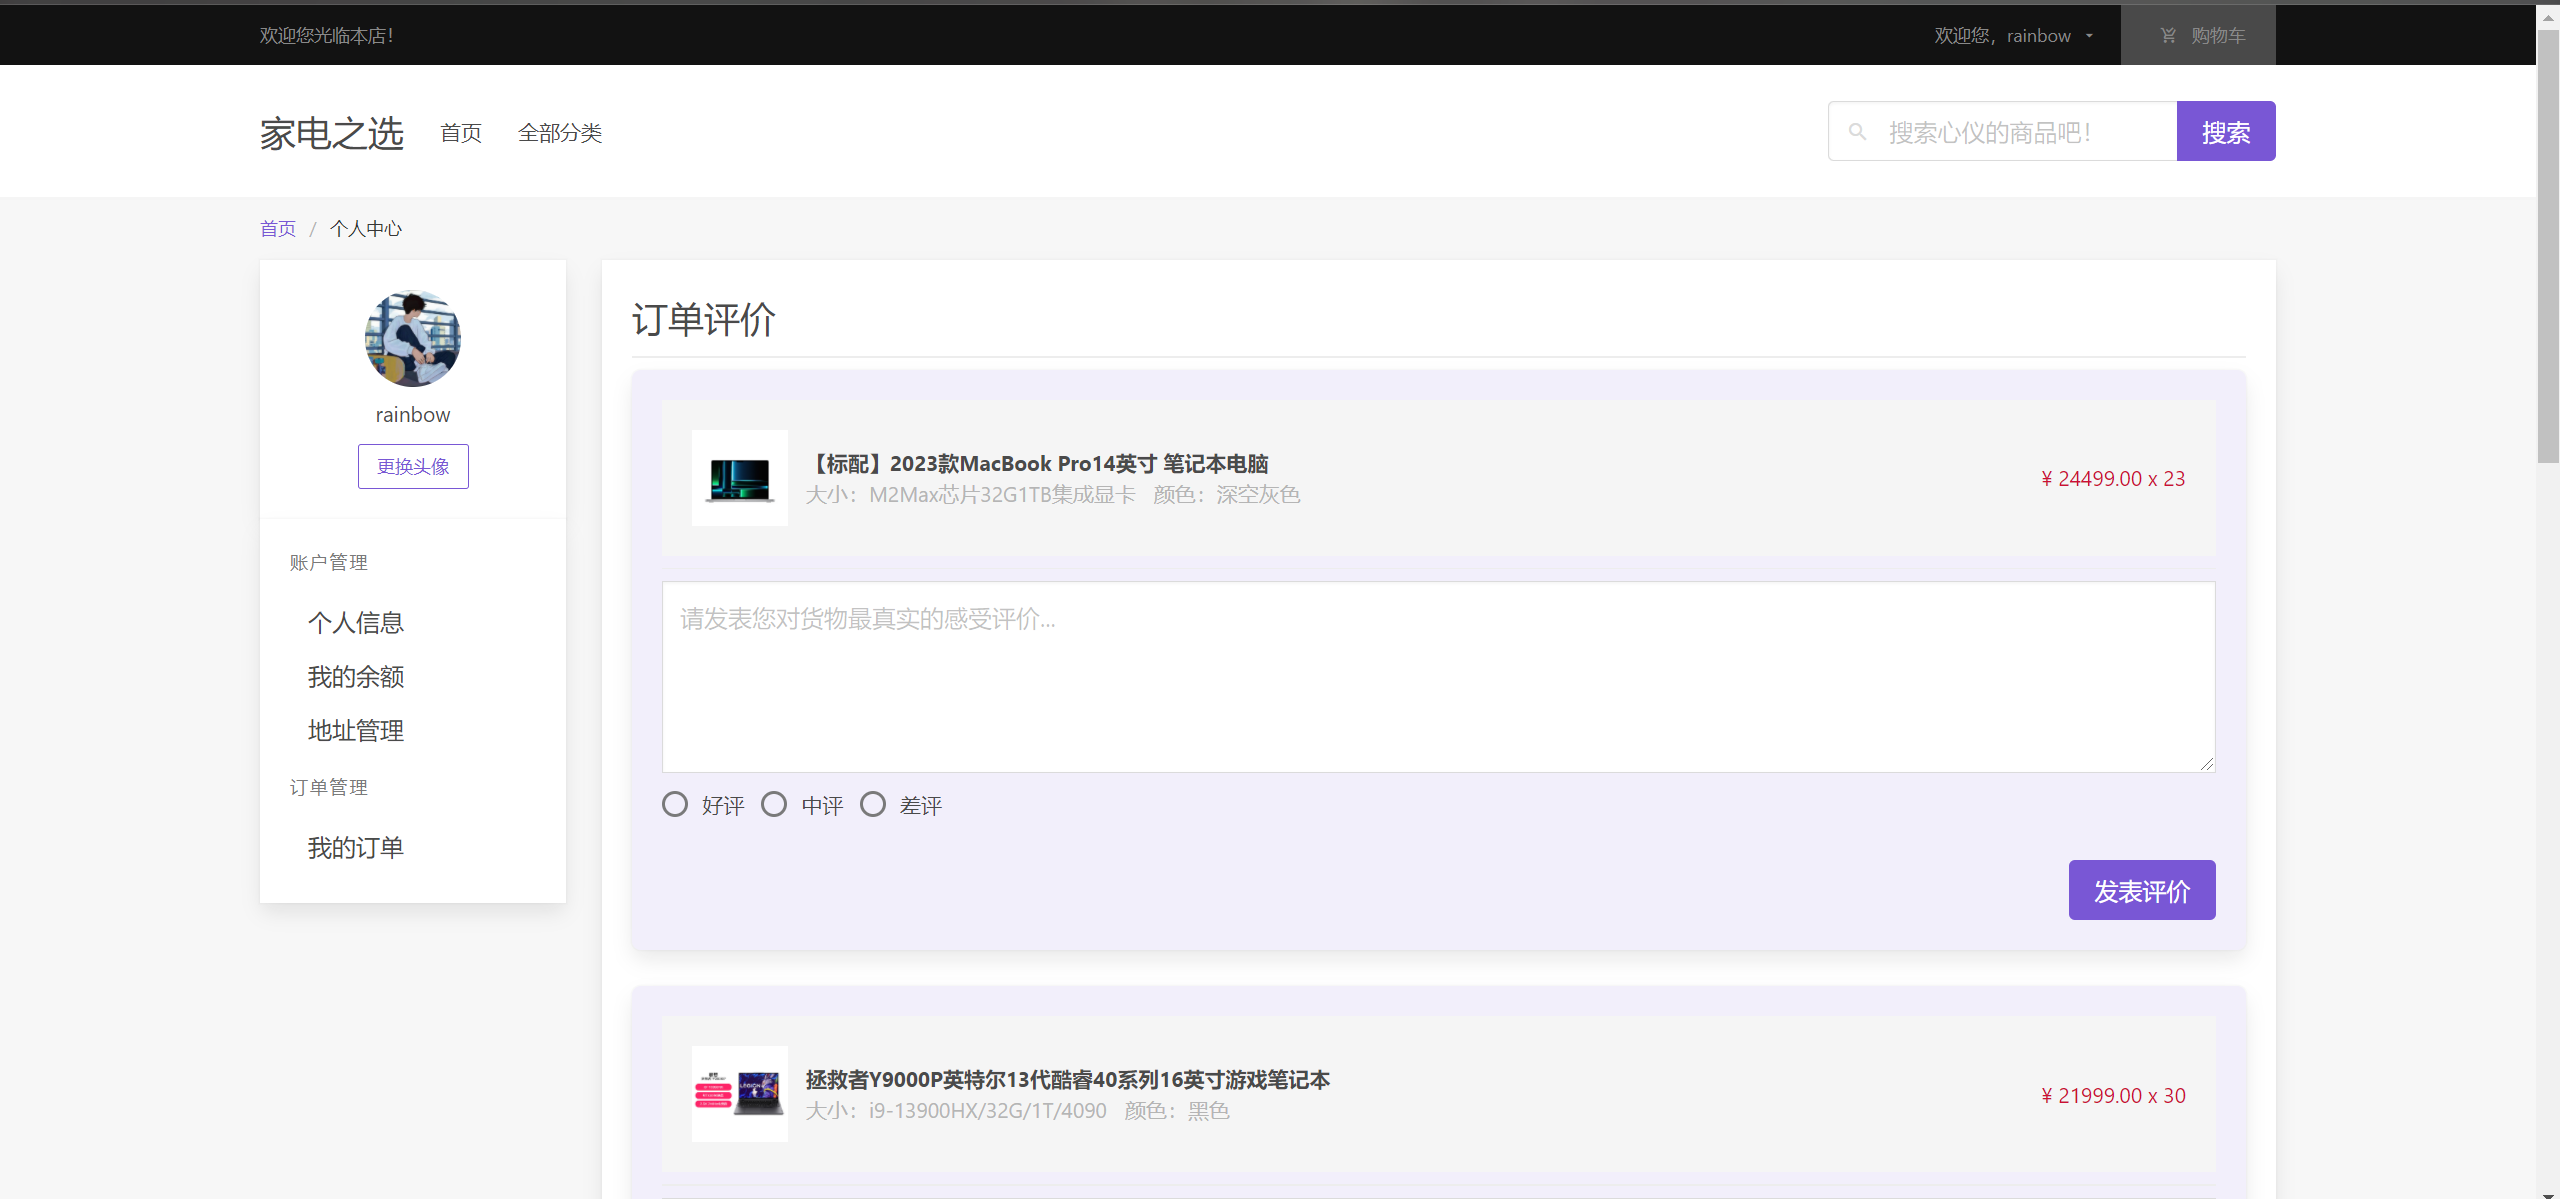 欢迎您光临本店！
欢迎您，rainbow
购物车
家电之选
首页
全部分类
搜索心仪的商品吧！
搜索
首页 / 个人中心
rainbow
更换头像
账户管理
个人信息
我的余额
地址管理
订单管理
我的订单
订单评价
【标配】2023款MacBook Pro14英寸 笔记本电脑
大小：M2Max芯片32G1TB集成显卡 颜色：深空灰色
¥ 24499.00 x 23
请发表您对货物最真实的感受评价...
好评 中评 差评
发表评价
LEGION
拯救者Y9000P英特尔13代酷睿40系列16英寸游戏笔记本
大小：i9-13900HX/32G/1T/4090 颜色：黑色
¥ 21999.00 x 30